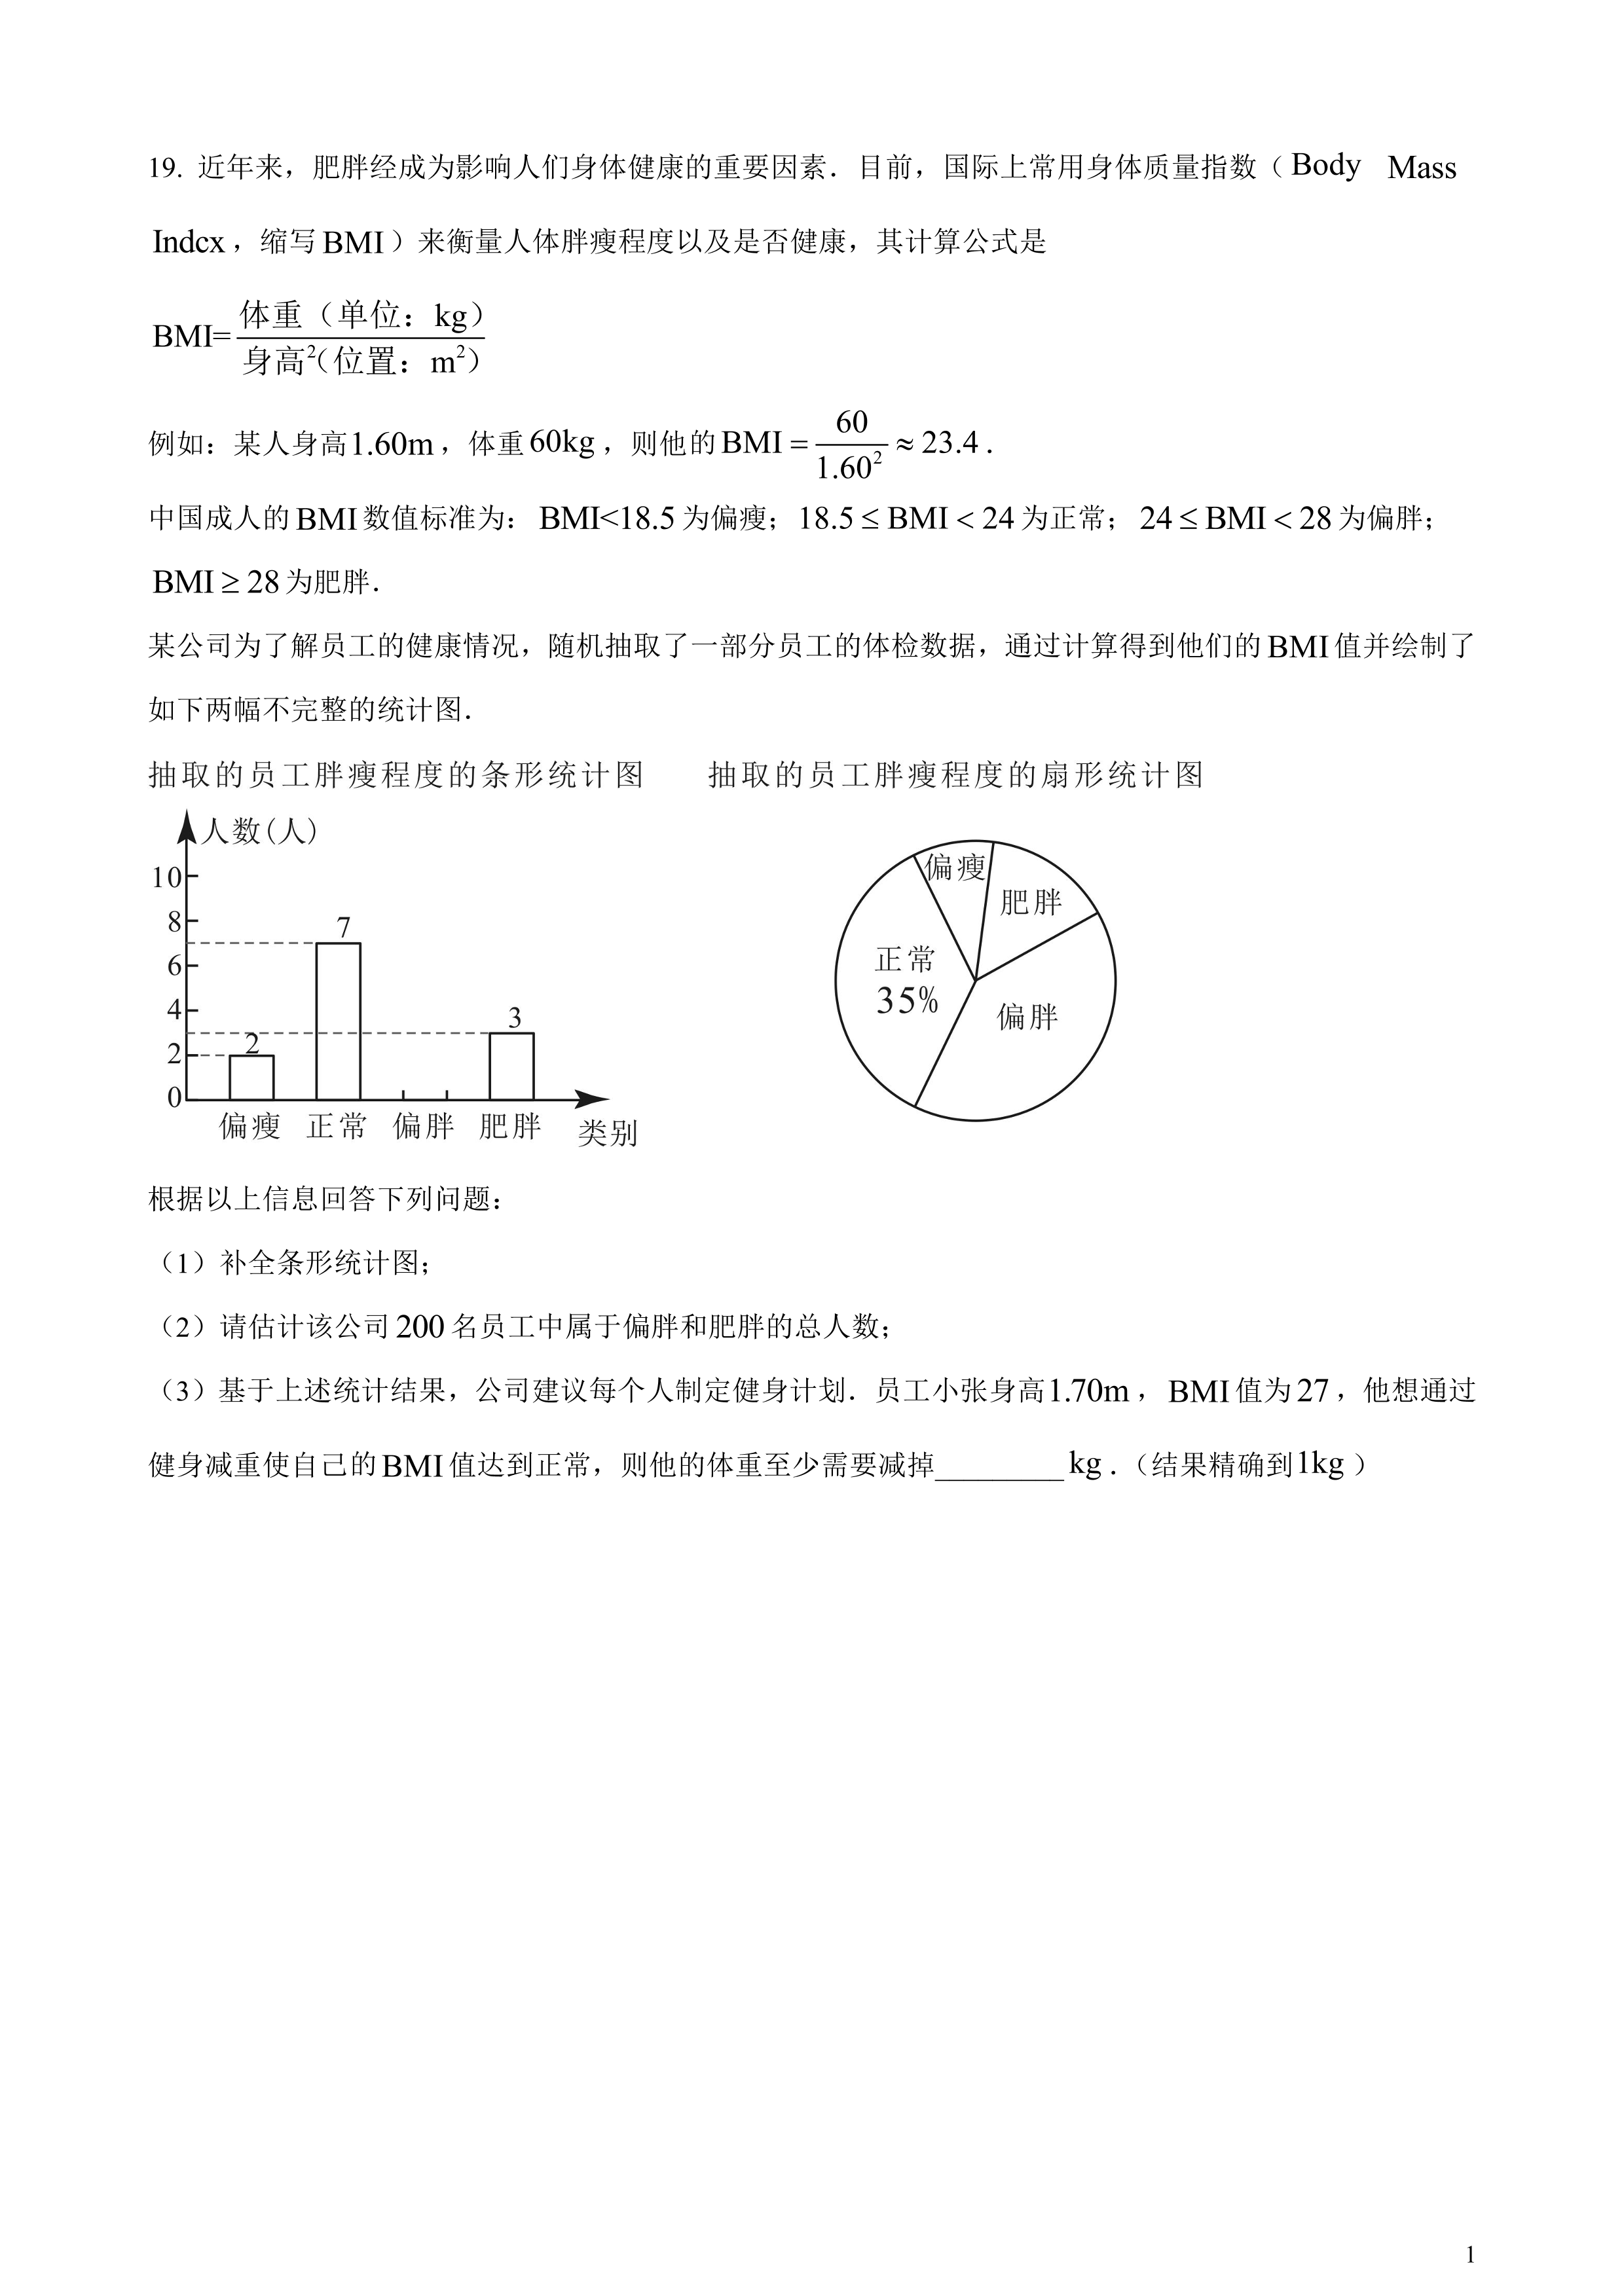 19. 近年来，肥胖经成为影响人们身体健康的重要因素．目前，国际上常用身体质量指数（Body Mass
Indcx，缩写BMI）来衡量人体胖瘦程度以及是否健康，其计算公式是
BMI=体重（单位：kg）/身高²（位置：m²）
例如：某人身高1.60m，体重60kg，则他的BMI = 60/1.60² ≈ 23.4．
中国成人的BMI数值标准为：BMI<18.5为偏瘦；18.5 ≤ BMI < 24为正常；24 ≤ BMI < 28为偏胖；
BMI ≥ 28为肥胖．
某公司为了解员工的健康情况，随机抽取了一部分员工的体检数据，通过计算得到他们的BMI值并绘制了
如下两幅不完整的统计图．
抽取的员工胖瘦程度的条形统计图
人数(人)
10
8
7
6
4
3
2
2
0
偏瘦 正常 偏胖 肥胖 类别
抽取的员工胖瘦程度的扇形统计图
偏瘦
肥胖
正常
35%
偏胖
根据以上信息回答下列问题：
（1）补全条形统计图；
（2）请估计该公司200名员工中属于偏胖和肥胖的总人数；
（3）基于上述统计结果，公司建议每个人制定健身计划．员工小张身高1.70m，BMI值为27，他想通过
健身减重使自己的BMI值达到正常，则他的体重至少需要减掉_________kg．（结果精确到1kg）
1